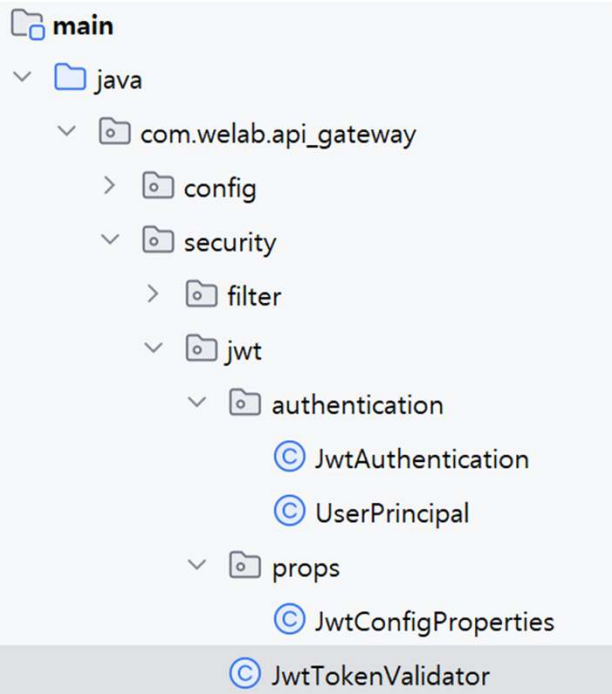 main
java
com.welab.api_gateway
config
security
filter
jwt
authentication
C JwtAuthentication
C UserPrincipal
props
C JwtConfigProperties
C JwtTokenValidator